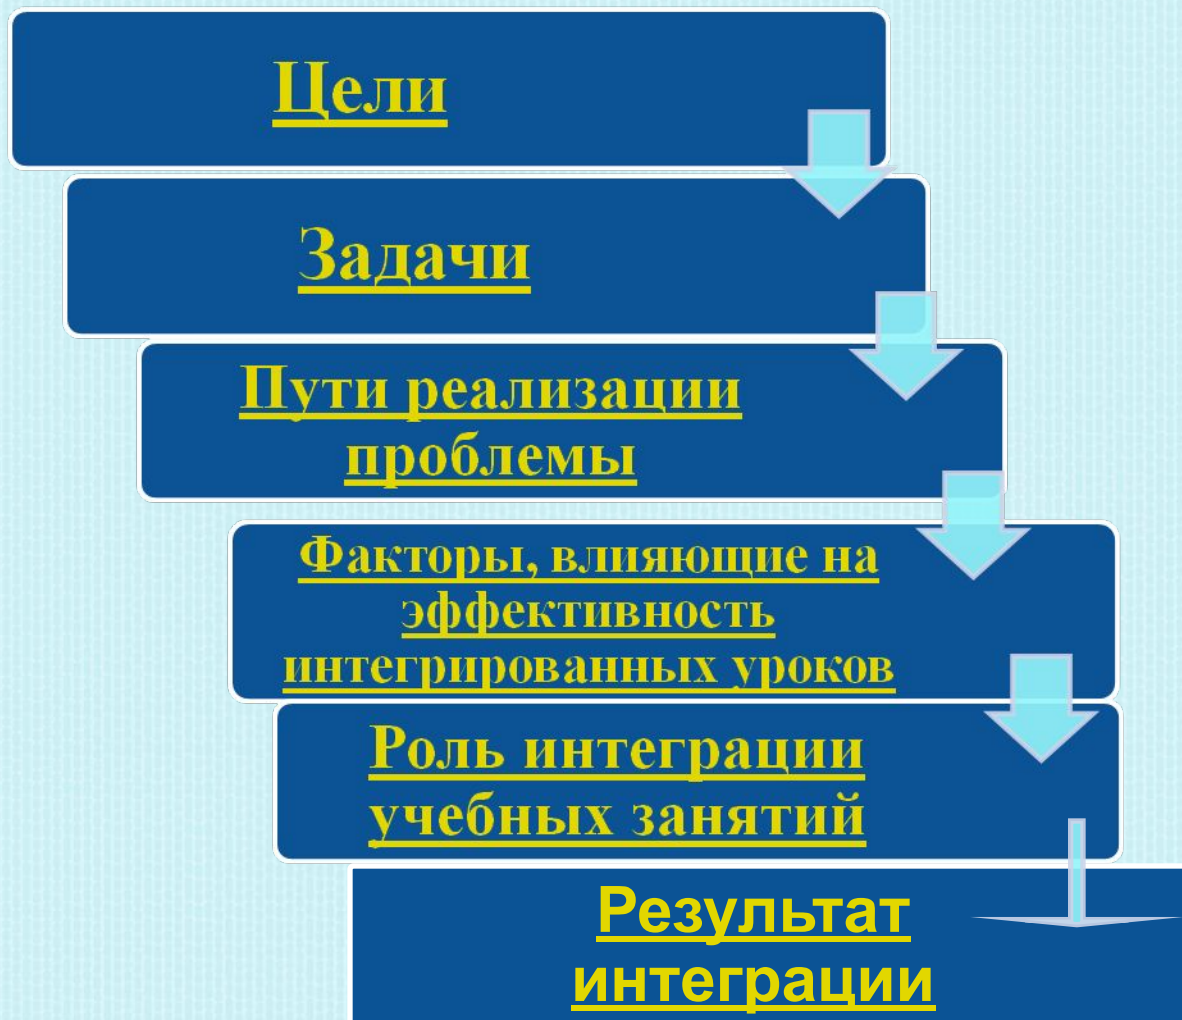 Цели
Задачи
Пути реализации
проблемы
Факторы, влияющие на
эффективность
интегрированных уроков
Роль интеграции
учебных занятий
Результат
интеграции